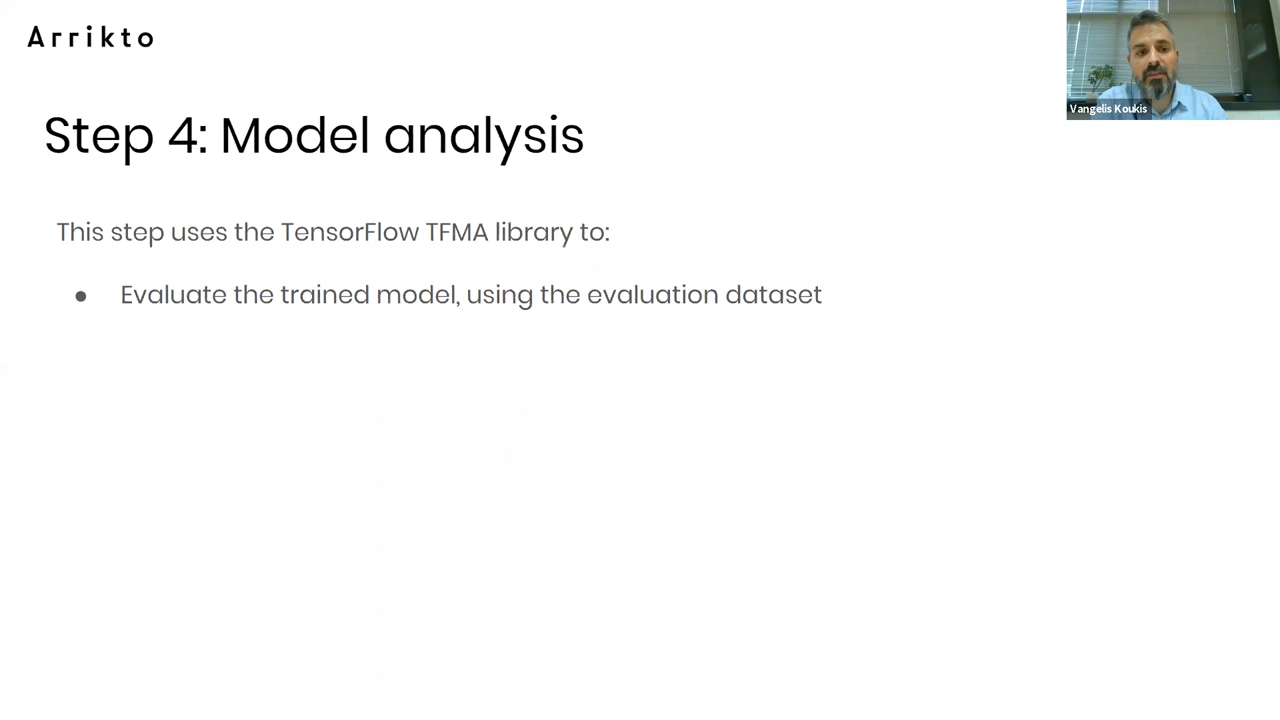 Arrikto
Vangelis Koukis
Step 4: Model analysis
This step uses the TensorFlow TFMA library to:
● Evaluate the trained model, using the evaluation dataset